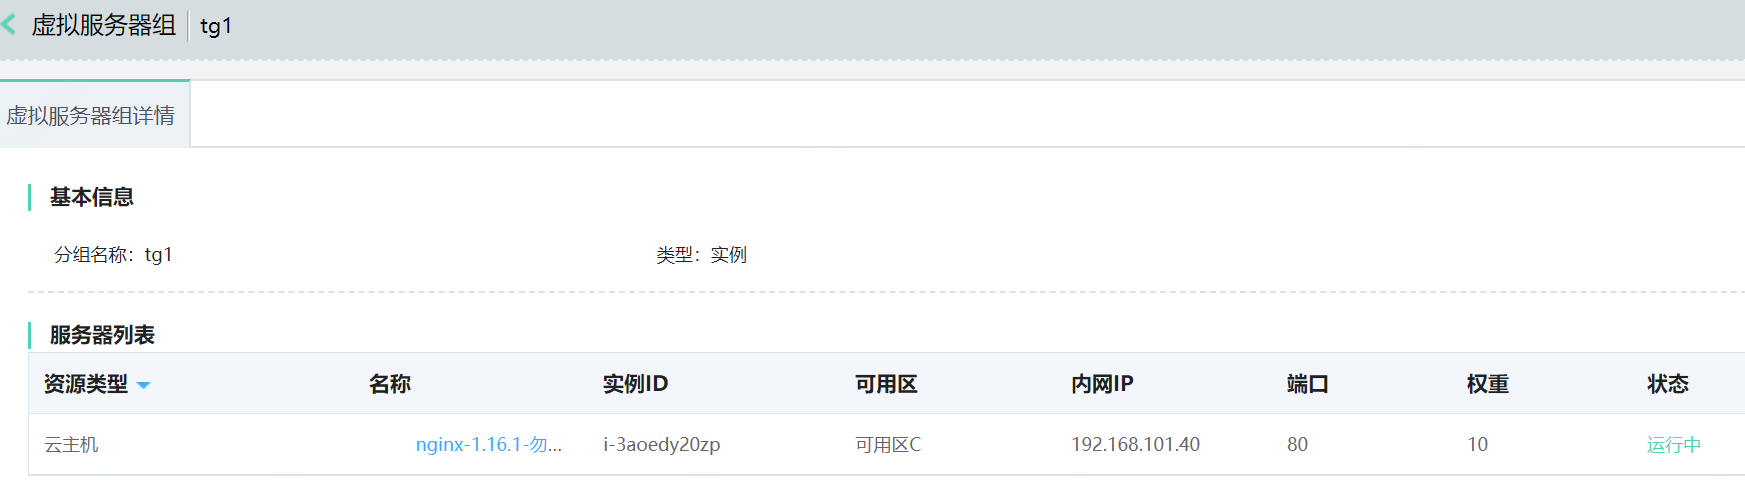 虚拟服务器组 tg1
虚拟服务器组详情
基本信息
分组名称：tg1 类型：实例
服务器列表
资源类型 名称 实例ID 可用区 内网IP 端口 权重 状态
云主机 nginx-1.16.1-勿... i-3aoedy20zp 可用区C 192.168.101.40 80 10 运行中